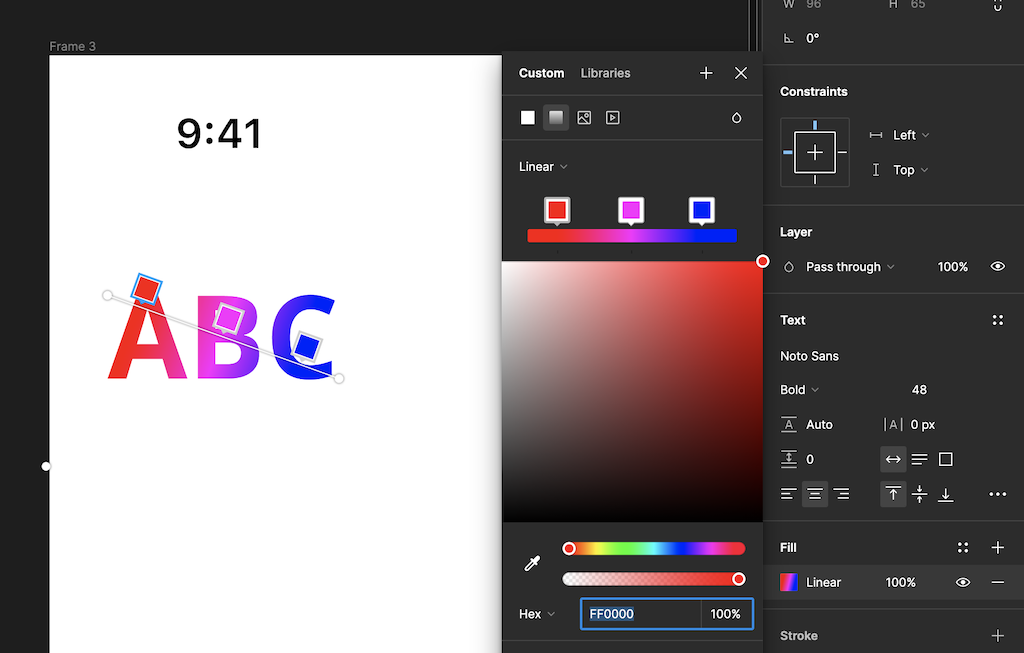 W 96 H 65
Frame 3
0°
Custom Libraries
Constraints
9:41
Left
Linear
Top
Layer
Pass through 100%
ABC
Text
Noto Sans
Bold 48
A Auto |A| 0 px
0
Fill
Linear 100%
Hex FF0000 100%
Stroke